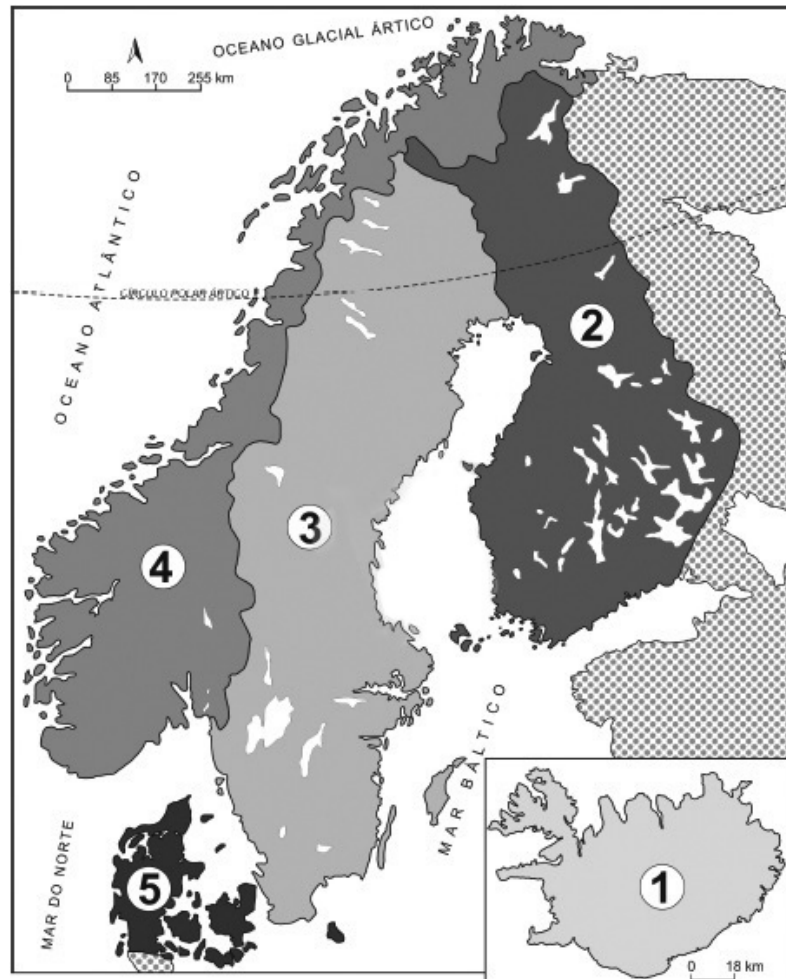 OCEANO GLACIAL ÁRTICO
0 85 170 255 km
OCEANO ATLÂNTICO
CÍRCULO POLAR ÁRTICO
2
3
4
MAR BÁLTICO
MAR DO NORTE
5
1
0 18 km